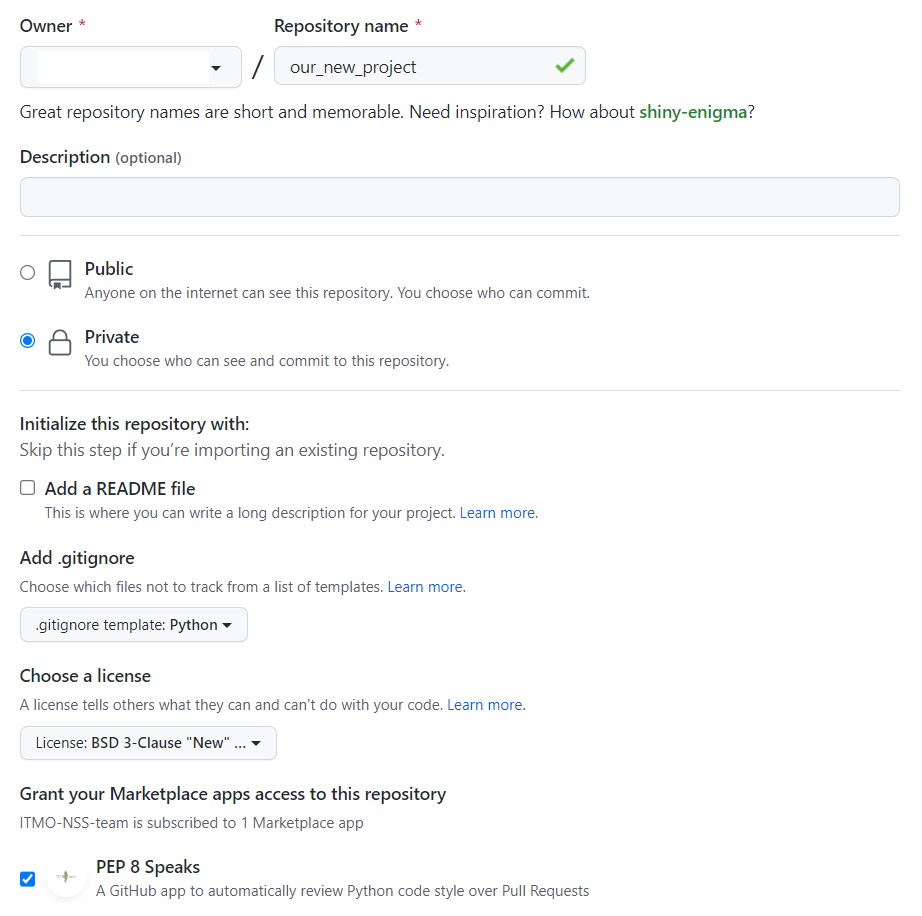 Owner *
Repository name *
/
our_new_project
Great repository names are short and memorable. Need inspiration? How about shiny-enigma?
Description (optional)
Public
Anyone on the internet can see this repository. You choose who can commit.
Private
You choose who can see and commit to this repository.
Initialize this repository with:
Skip this step if you’re importing an existing repository.
Add a README file
This is where you can write a long description for your project. Learn more.
Add .gitignore
Choose which files not to track from a list of templates. Learn more.
.gitignore template: Python
Choose a license
A license tells others what they can and can't do with your code. Learn more.
License: BSD 3-Clause "New" ...
Grant your Marketplace apps access to this repository
ITMO-NSS-team is subscribed to 1 Marketplace app
PEP 8 Speaks
A GitHub app to automatically review Python code style over Pull Requests